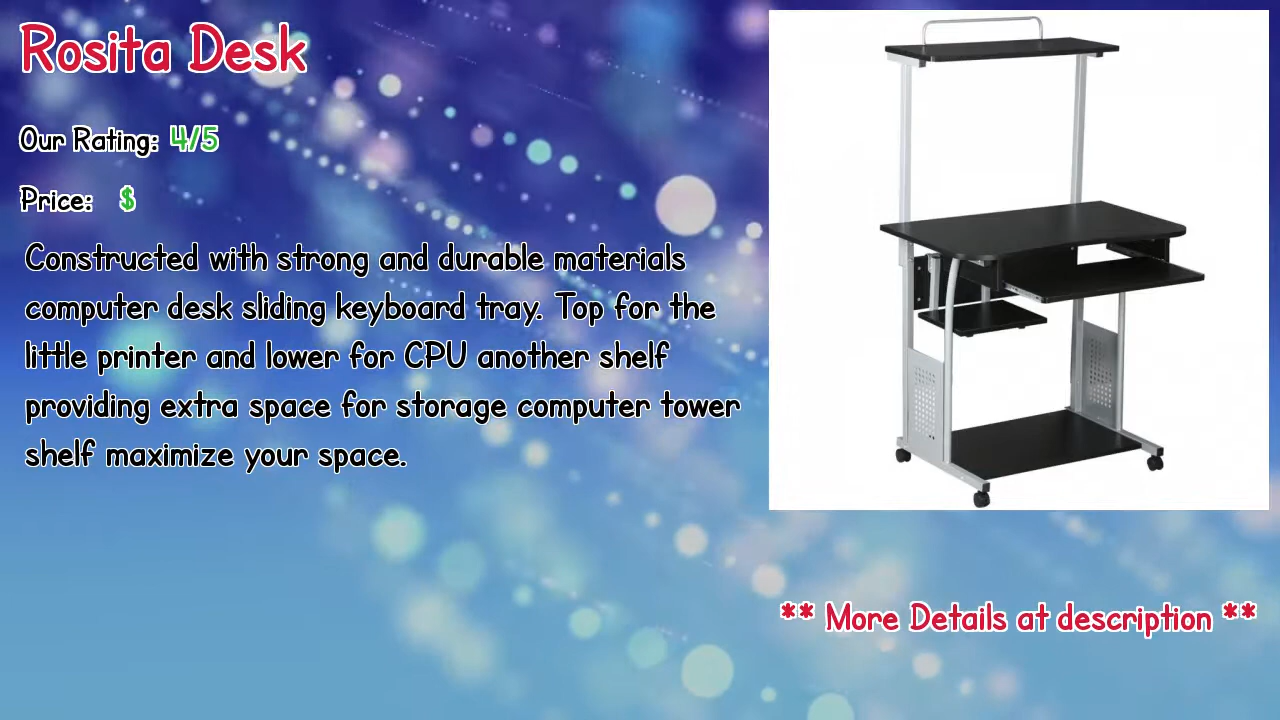 Rosita Desk
Our Rating: 4/5
Price: $
Constructed with strong and durable materials
computer desk sliding keyboard tray. Top for the
little printer and lower for CPU another shelf
providing extra space for storage computer tower
shelf maximize your space.
** More Details at description **